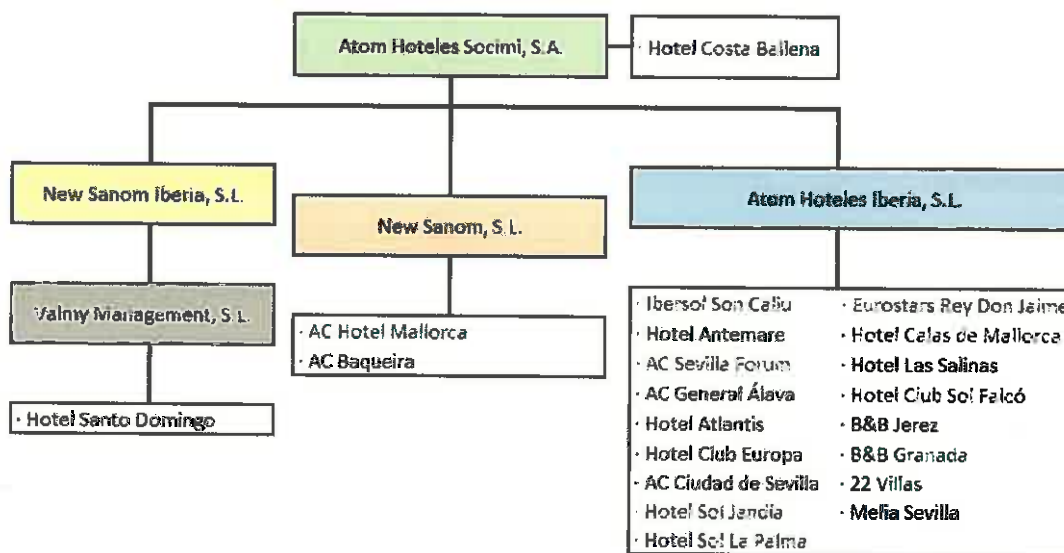 Atom Hoteles Socimi, S.A.
· Hotel Costa Ballena
New Sanom Iberia, S.L.
New Sanom, S.L.
Atom Hoteles Iberia, S.L.
Valmy Management, S.L.
· Hotel Santo Domingo
· AC Hotel Mallorca
· AC Baqueira
· Ibersol Son Caliu
· Hotel Antemare
· AC Sevilla Forum
· AC General Álava
· Hotel Atlantis
· Hotel Club Europa
· AC Ciudad de Sevilla
· Hotel Sol Jandia
· Hotel Sol La Palma
· Eurostars Rey Don Jaime
· Hotel Calas de Mallorca
· Hotel Las Salinas
· Hotel Club Sol Falcó
· B&B Jerez
· B&B Granada
· 22 Villas
· Melia Sevilla